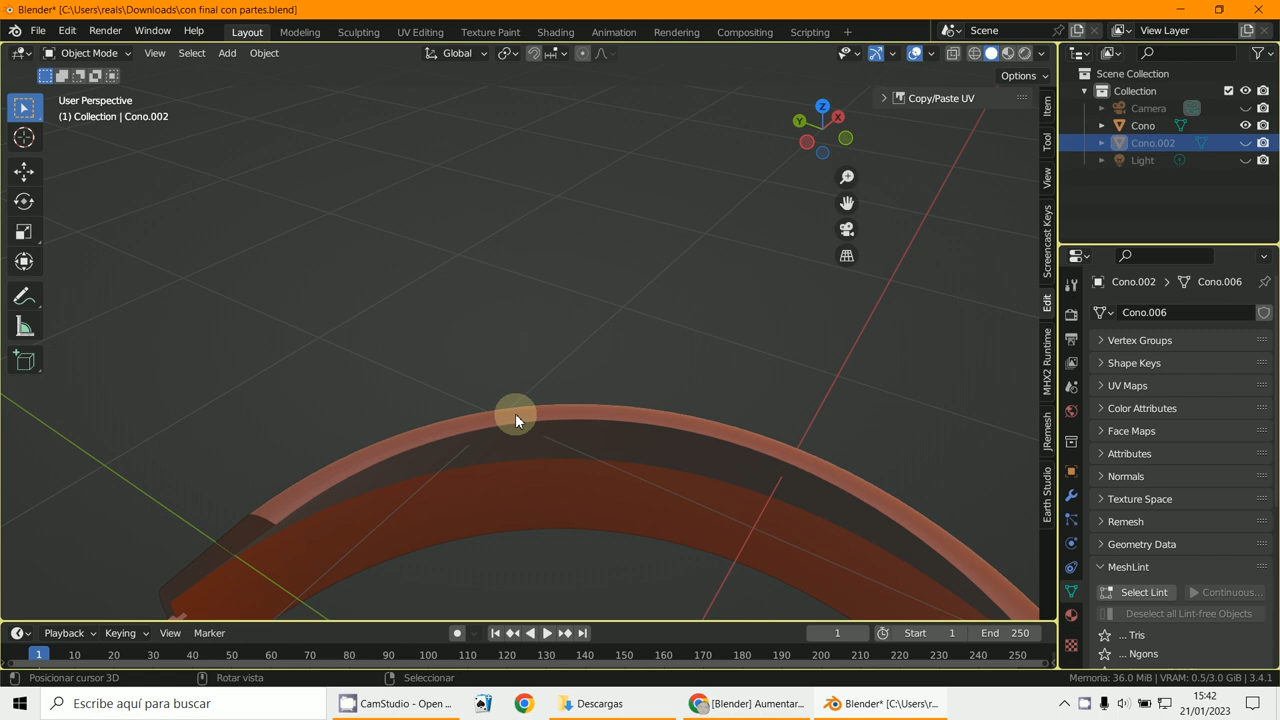 Blender* [C:\Users\reals\Downloads\con final con partes.blend]
File Edit Render Window Help Layout Modeling Sculpting UV Editing Texture Paint Shading Animation Rendering Compositing Scripting + Scene View Layer
Object Mode View Select Add Object Global
Options
User Perspective
(1) Collection | Cono.002
Copy/Paste UV
Z
Y
X
Item
Tool
View
Screencast Keys
Edit
MHX2 Runtime
JRemesh
Earth Studio
Scene Collection
Collection
Camera
Cono
Cono.002
Light
Cono.002 > Cono.006
Cono.006
Vertex Groups
Shape Keys
UV Maps
Color Attributes
Face Maps
Attributes
Normals
Texture Space
Remesh
Geometry Data
MeshLint
Select Lint Continuous...
Deselect all Lint-free Objects
... Tris
... Ngons
Playback Keying View Marker 1 Start 1 End 250
1 10 20 30 40 50 60 70 80 90 100 110 120 130 140 150 160 170 180 190 200 210 220 230 240 250
Posicionar cursor 3D Rotar vista Seleccionar Memoria: 36.0 MiB | VRAM: 0.5/3.0 GiB | 3.4.1
Escribe aquí para buscar CamStudio - Open ... Descargas [Blender] Aumentar... Blender* [C:\Users\r...
15:42
21/01/2023